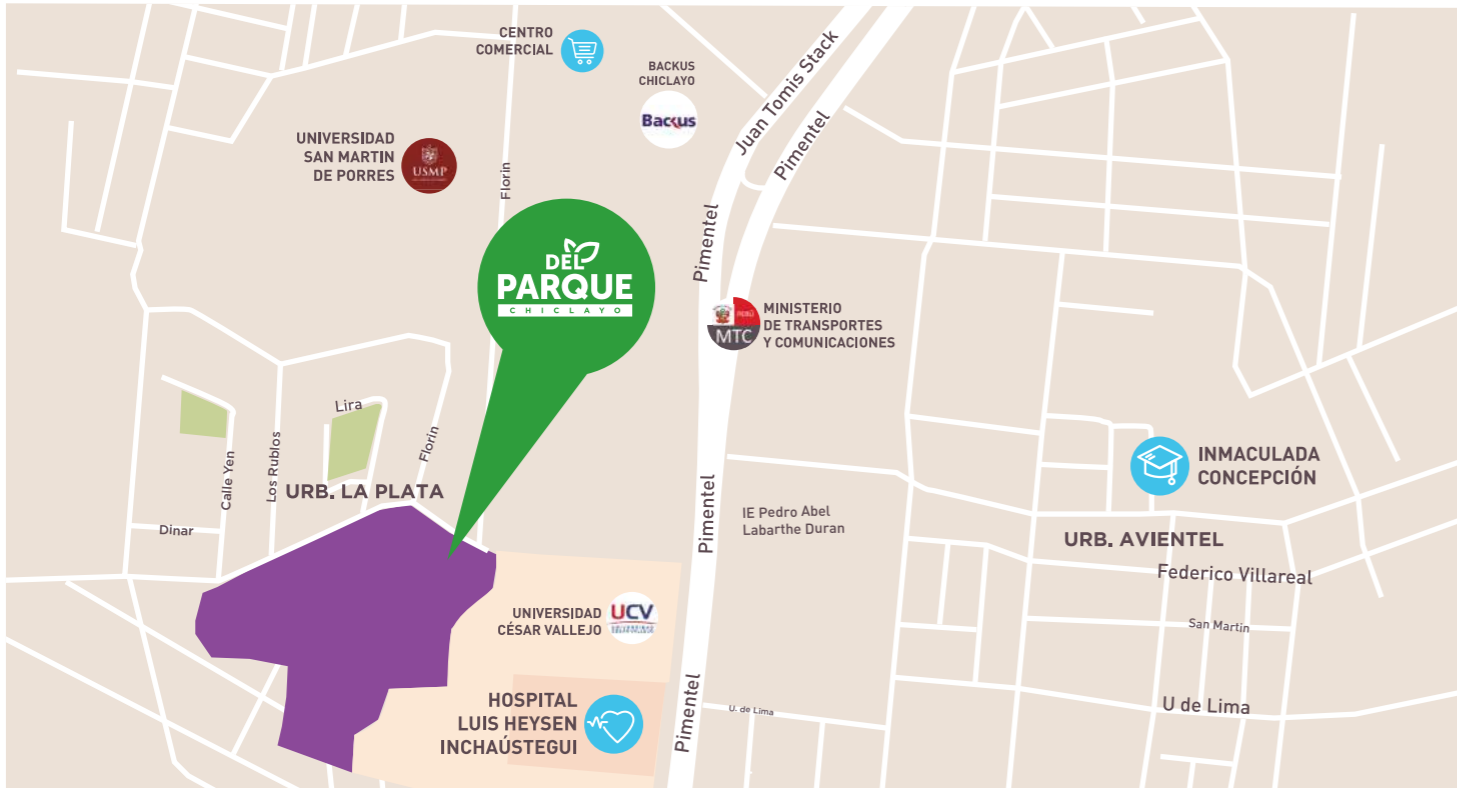 CENTRO
COMERCIAL
BACKUS
CHICLAYO
Backus
Juan Tomis Stack
Pimentel
UNIVERSIDAD
SAN MARTIN
DE PORRES
USMP
Florin
DEL
PARQUE
CHICLAYO
Pimentel
PERÚ
MTC
MINISTERIO
DE TRANSPORTES
Y COMUNICACIONES
Lira
Florin
Calle Yen
Los Rublos
URB. LA PLATA
Dinar
Pimentel
IE Pedro Abel
Labarthe Duran
INMACULADA
CONCEPCIÓN
URB. AVIENTEL
Federico Villareal
San Martin
UNIVERSIDAD
CÉSAR VALLEJO
UCV
HOSPITAL
LUIS HEYSEN
INCHAÚSTEGUI
Pimentel
U. de Lima
U de Lima